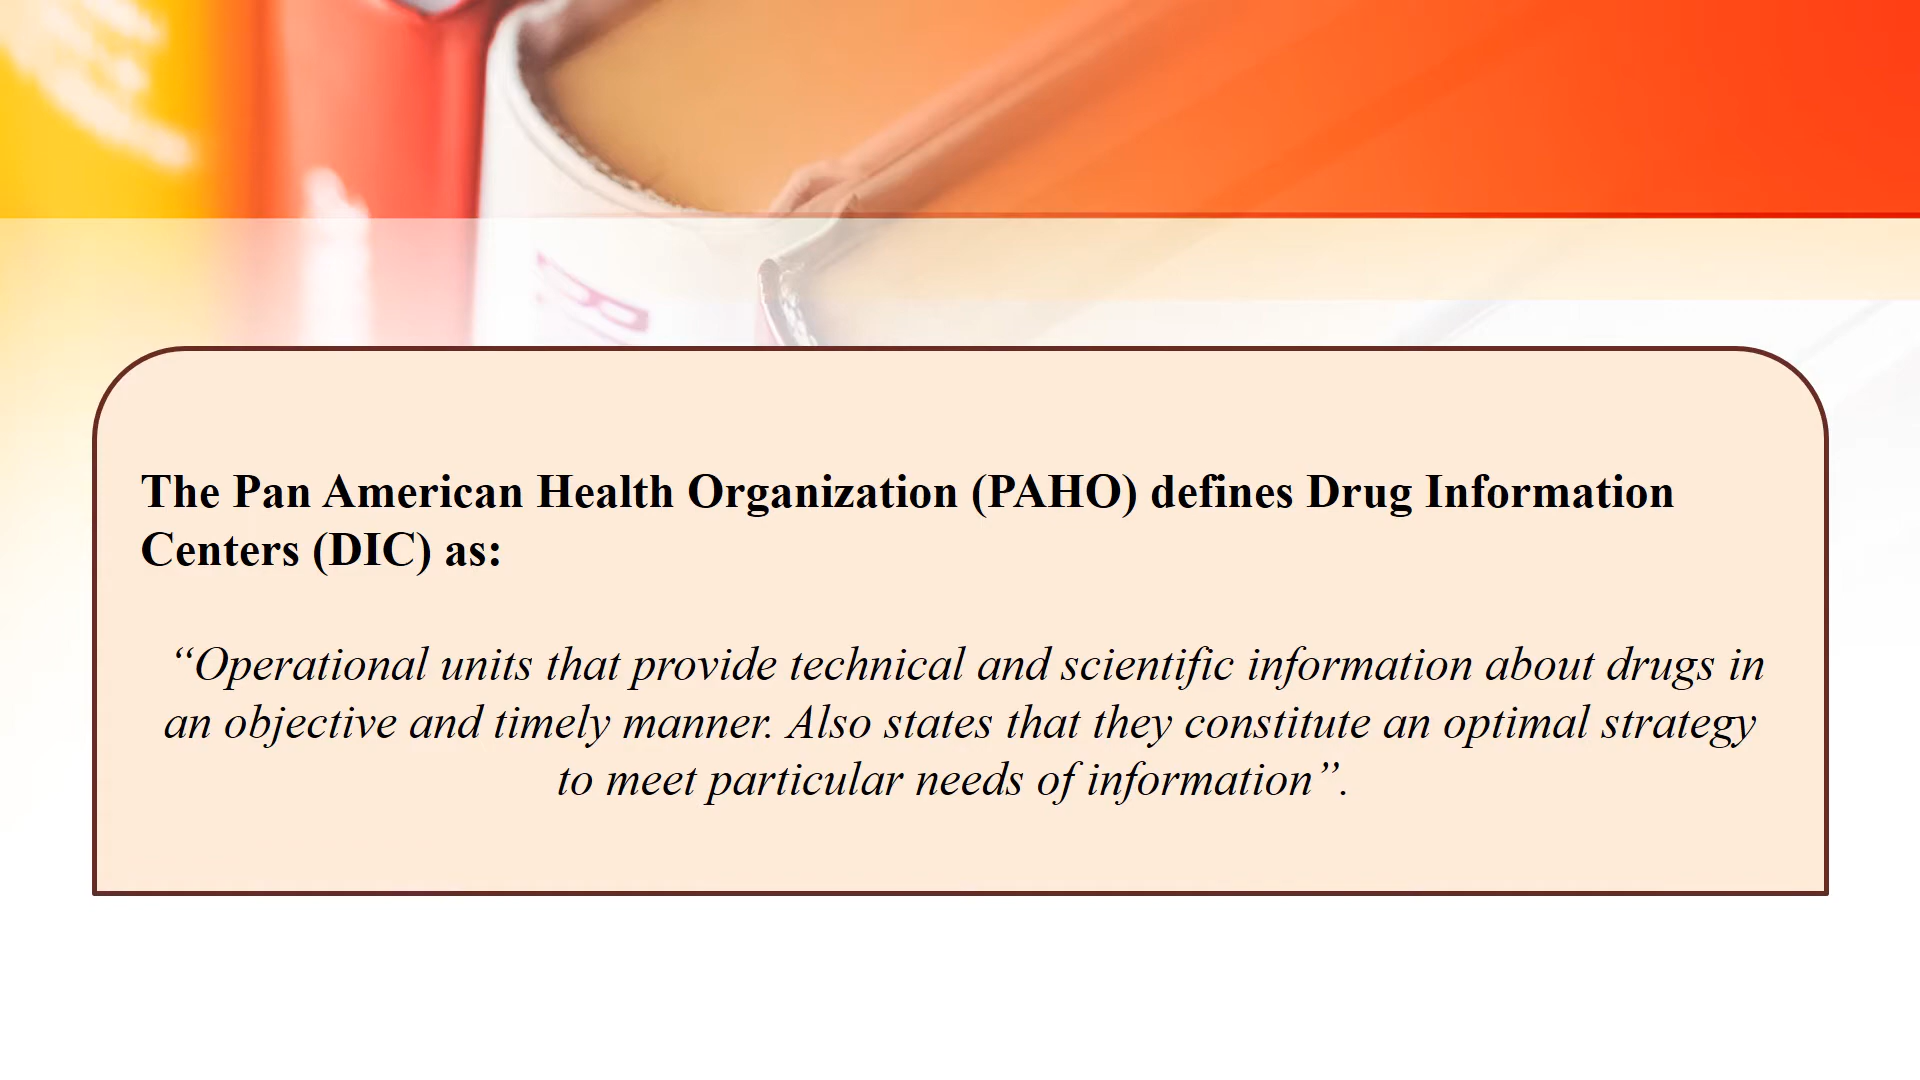 The Pan American Health Organization (PAHO) defines Drug Information
Centers (DIC) as:
“Operational units that provide technical and scientific information about drugs in
an objective and timely manner. Also states that they constitute an optimal strategy
to meet particular needs of information”.